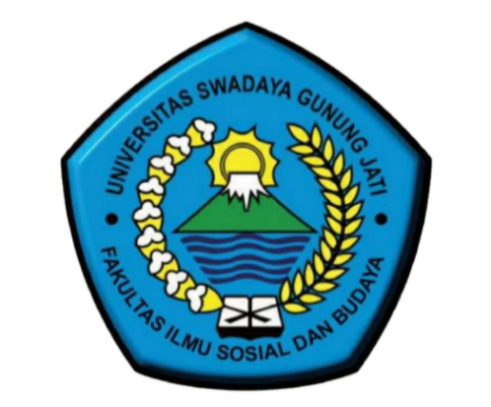 UNIVERSITAS SWADAYA GUNUNG JATI
FAKULTAS ILMU SOSIAL DAN BUDAYA